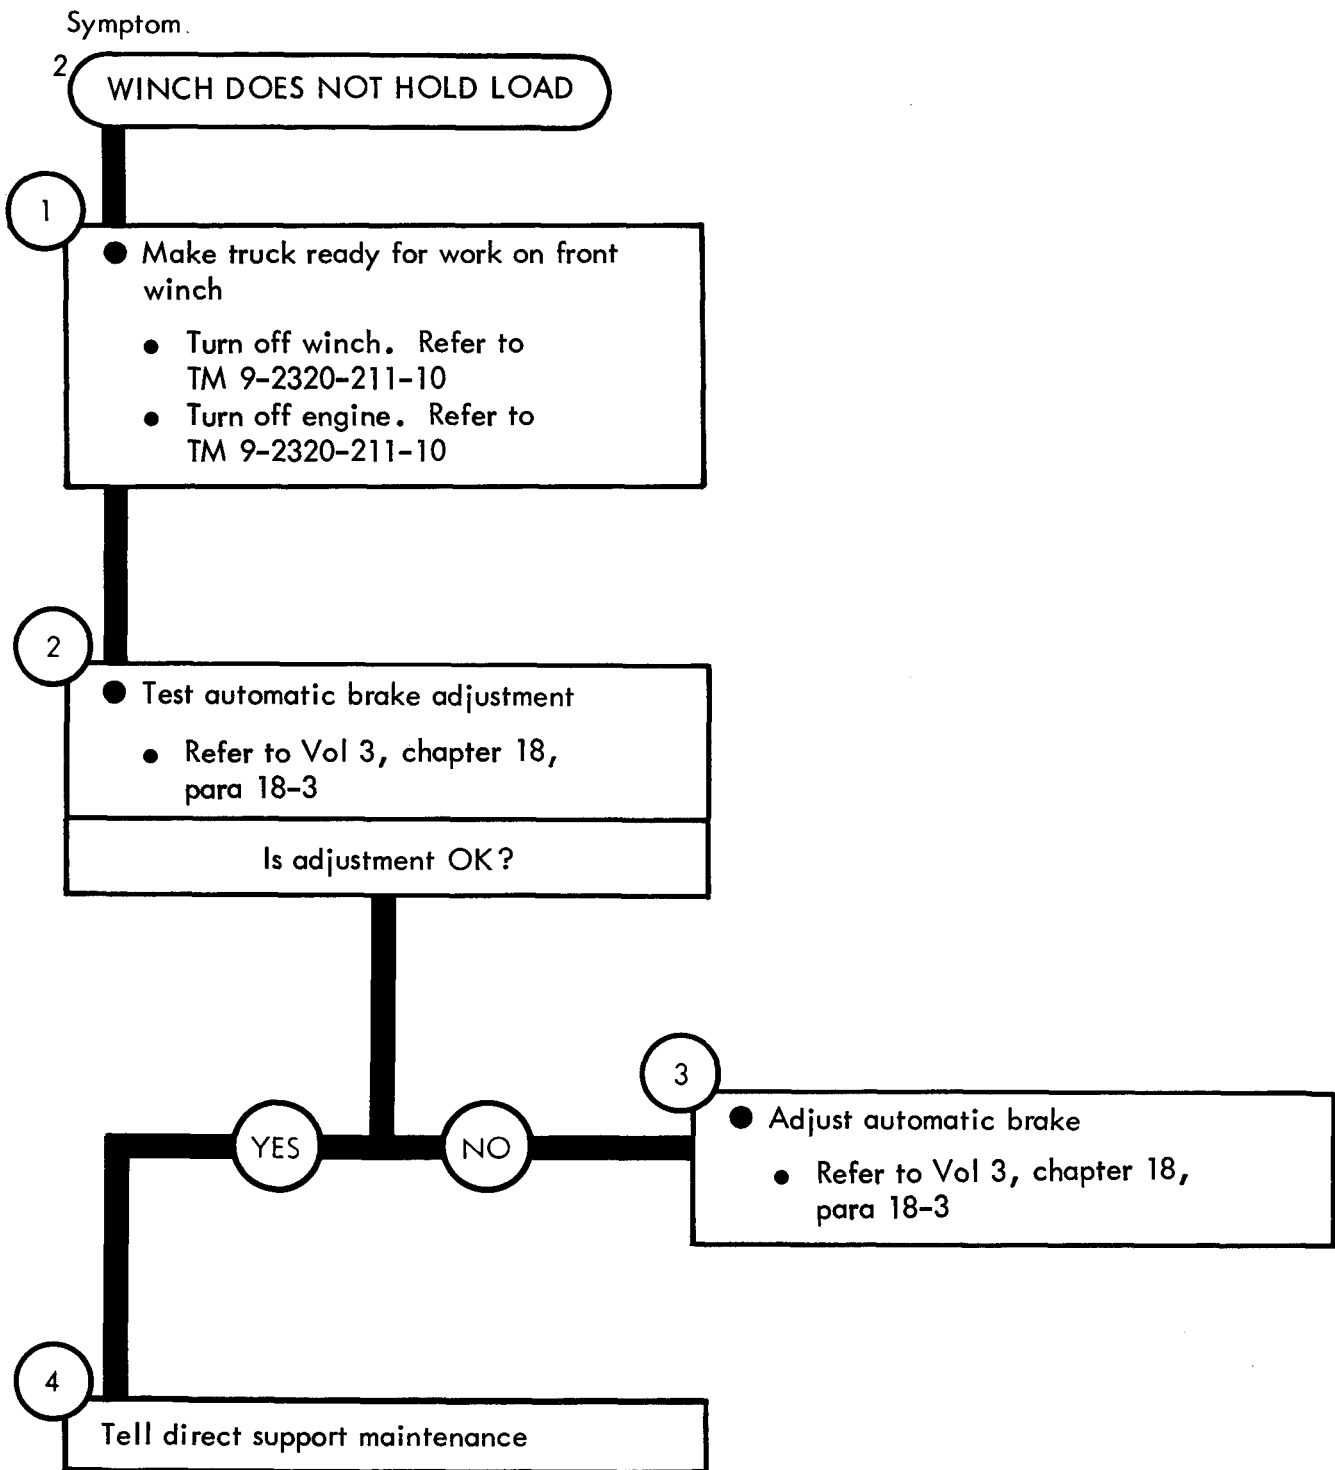 Symptom.
2
WINCH DOES NOT HOLD LOAD
1
● Make truck ready for work on front
winch
● Turn off winch. Refer to
TM 9-2320-211-10
● Turn off engine. Refer to
TM 9-2320-211-10
2
● Test automatic brake adjustment
● Refer to Vol 3, chapter 18,
para 18-3
Is adjustment OK?
YES
NO
3
● Adjust automatic brake
● Refer to Vol 3, chapter 18,
para 18-3
4
Tell direct support maintenance